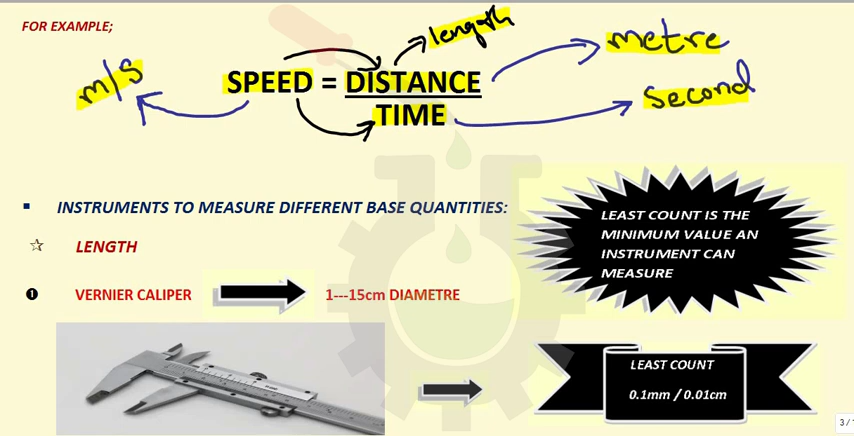 FOR EXAMPLE;
length
metre
m/s
SPEED = DISTANCE
TIME
second
INSTRUMENTS TO MEASURE DIFFERENT BASE QUANTITIES:
LENGTH
1 VERNIER CALIPER 1---15cm DIAMETRE
LEAST COUNT IS THE
MINIMUM VALUE AN
INSTRUMENT CAN
MEASURE
LEAST COUNT
0.1mm / 0.01cm